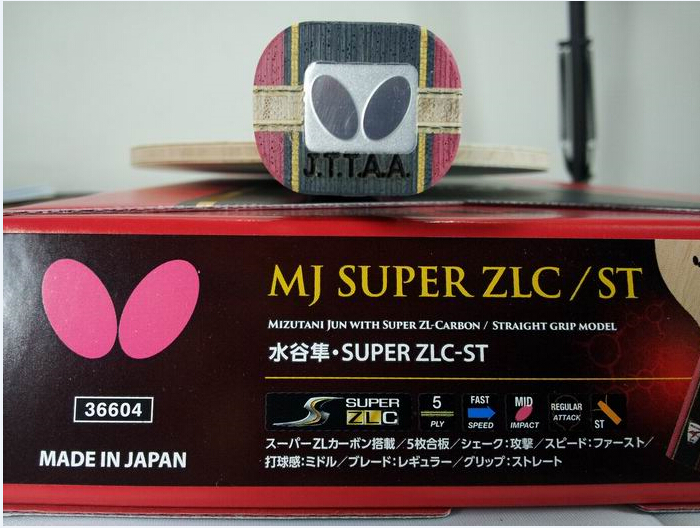 J.T.T.A.A.
MJ SUPER ZLC / ST
MIZUTANI JUN WITH SUPER ZL-CARBON / STRAIGHT GRIP MODEL
水谷隼・SUPER ZLC-ST
36604
MADE IN JAPAN
SUPER ZLC
5 PLY
FAST SPEED
MID IMPACT
REGULAR ATTACK
ST
スーパーZLカーボン搭載／5枚合板／シェーク：攻撃／スピード：ファースト／
打球感：ミドル／ブレード：レギュラー／グリップ：ストレート